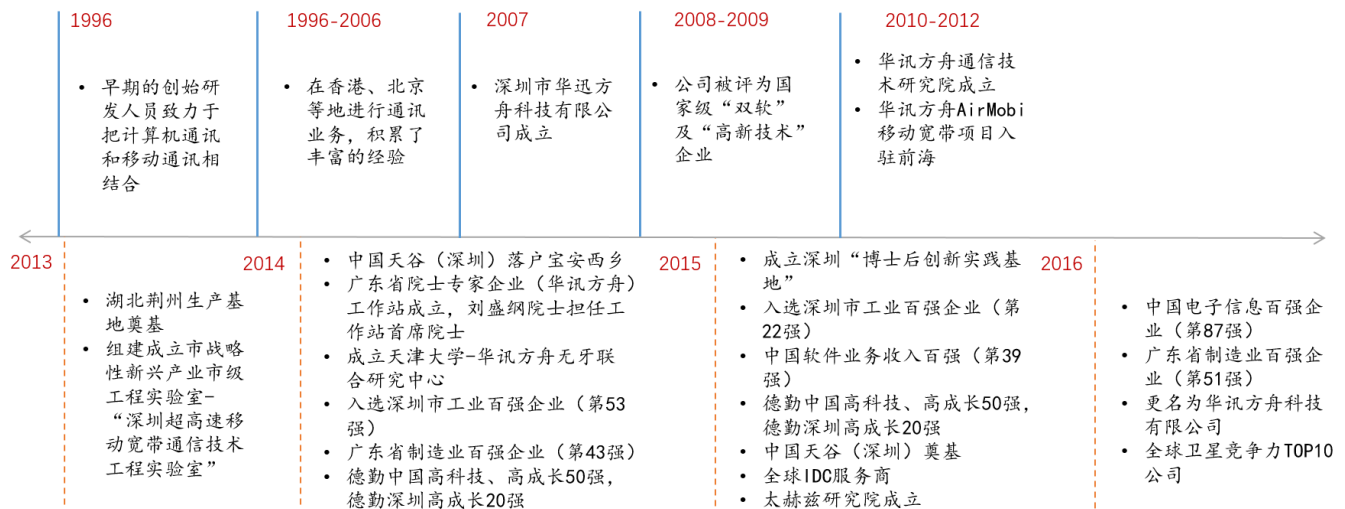 1996
• 早期的创始研
发人员致力于
把计算机通讯
和移动通讯相
结合
1996-2006
• 在香港、北京
等地进行通讯
业务，积累了
丰富的经验
2007
• 深圳市华迅方
舟科技有限公
司成立
2008-2009
• 公司被评为国
家级“双软”
及“高新技术”
企业
2010-2012
• 华讯方舟通信技
术研究院成立
• 华讯方舟AirMobi
移动宽带项目入
驻前海
2013
• 湖北荆州生产基
地奠基
• 组建成立市战略
性新兴产业市级
工程实验室-
“深圳超高速移
动宽带通信技术
工程实验室”
2014
• 中国天谷（深圳）落户宝安西乡
• 广东省院士专家企业（华讯方舟）
工作站成立，刘盛纲院士担任工
作站首席院士
• 成立天津大学-华讯方舟无牙联
合研究中心
• 入选深圳市工业百强企业（第53
强）
• 广东省制造业百强企业（第43强）
• 德勤中国高科技、高成长50强，
德勤深圳高成长20强
2015
• 成立深圳“博士后创新实践基
地”
• 入选深圳市工业百强企业（第
22强）
• 中国软件业务收入百强（第39
强）
• 德勤中国高科技、高成长50强，
德勤深圳高成长20强
• 中国天谷（深圳）奠基
• 全球IDC服务商
• 太赫兹研究院成立
2016
• 中国电子信息百强企
业（第87强）
• 广东省制造业百强企
业（第51强）
• 更名为华讯方舟科技
有限公司
• 全球卫星竞争力TOP10
公司